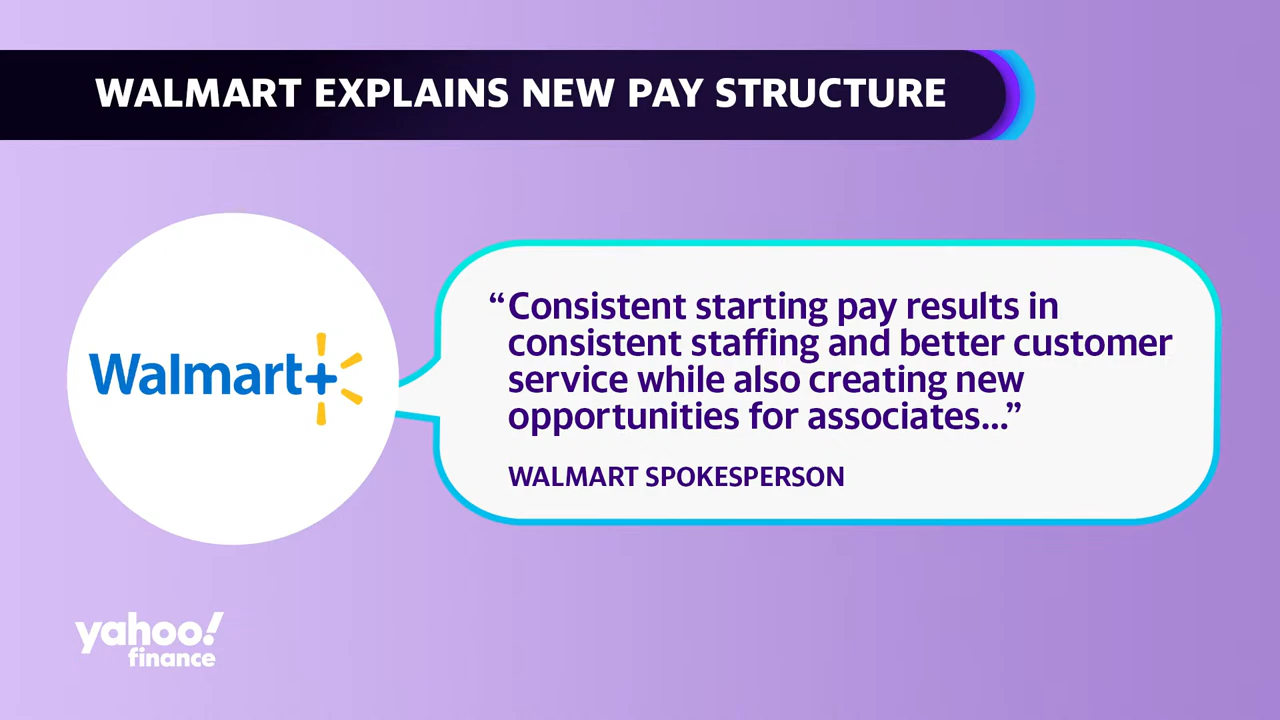 WALMART EXPLAINS NEW PAY STRUCTURE
Walmart+
“Consistent starting pay results in
consistent staffing and better customer
service while also creating new
opportunities for associates...”
WALMART SPOKESPERSON
yahoo!
finance